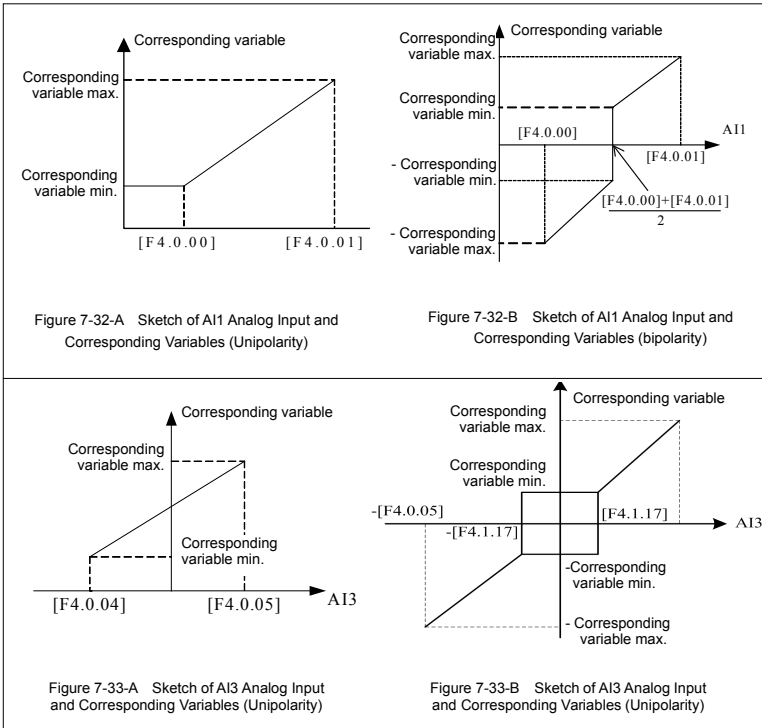 Corresponding variable
Corresponding
variable max.
Corresponding
variable min.
[F4.0.00]
[F4.0.01]
Figure 7-32-A Sketch of AI1 Analog Input and
Corresponding Variables (Unipolarity)
Corresponding variable
Corresponding
variable max.
Corresponding
variable min.
[F4.0.00]
AI1
[F4.0.01]
- Corresponding
variable min.
[F4.0.00]+[F4.0.01]
2
- Corresponding
variable max.
Figure 7-32-B Sketch of AI1 Analog Input and
Corresponding Variables (bipolarity)
Corresponding variable
Corresponding
variable max.
Corresponding
variable min.
[F4.0.04]
[F4.0.05]
AI3
Figure 7-33-A Sketch of AI3 Analog Input
and Corresponding Variables (Unipolarity)
Corresponding variable
Corresponding
variable max.
Corresponding
variable min.
-[F4.0.05]
[F4.1.17]
-[F4.1.17]
AI3
-Corresponding
variable min.
- Corresponding
variable max.
Figure 7-33-B Sketch of AI3 Analog Input
and Corresponding Variables (Unipolarity)